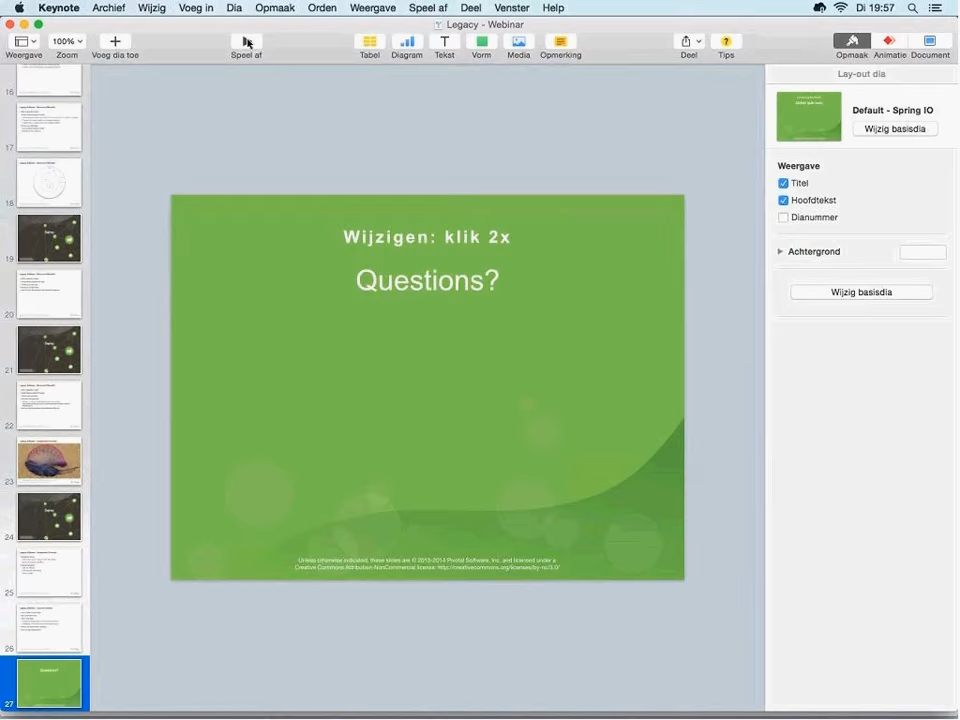 Keynote Archief Wijzig Voeg in Dia Opmaak Orden Weergave Speel af Deel Venster Help Di 19:57
Legacy - Webinar
100%
Weergave Zoom Voeg dia toe Speel af Tabel Diagram Tekst Vorm Media Opmerking Deel Tips Opmaak Animatie Document
Lay-out dia
Default - Spring IO
Wijzig basisdia
Weergave
Titel
Hoofdtekst
Dianummer
Achtergrond
Wijzig basisdia
16
17
18
19
20
21
22
23
24
25
26
27
Wijzigen: klik 2x
Questions?
Unless otherwise indicated, these slides are © 2013-2014 Pivotal Software, Inc. and licensed under a
Creative Commons Attribution-NonCommercial license: http://creativecommons.org/licenses/by-nc/3.0/